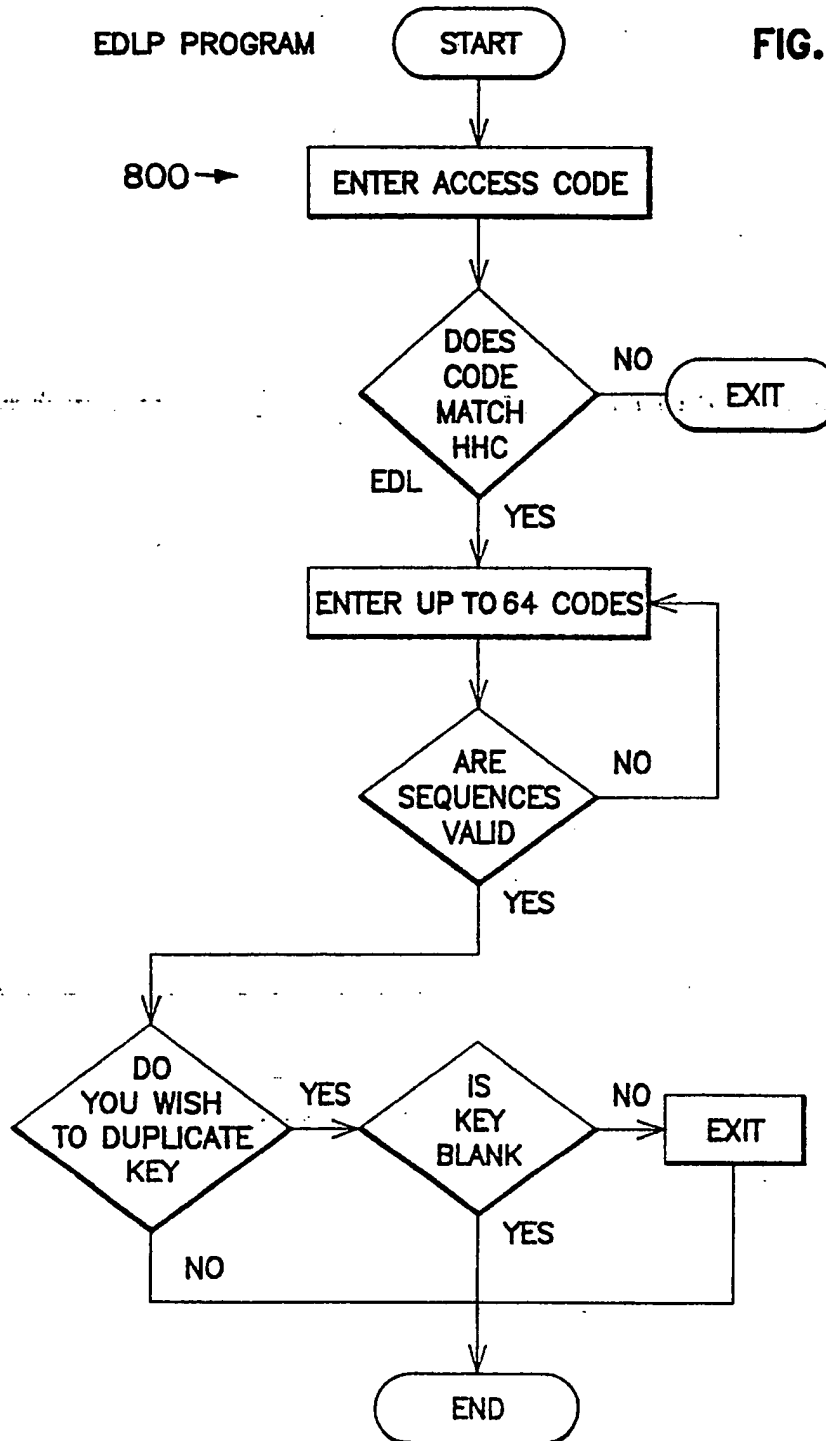 EDLP PROGRAM
START
FIG.
800
ENTER ACCESS CODE
DOES
CODE
MATCH
HHC
NO
EXIT
EDL
YES
ENTER UP TO 64 CODES
ARE
SEQUENCES
VALID
NO
YES
DO
YOU WISH
TO DUPLICATE
KEY
YES
IS
KEY
BLANK
NO
EXIT
NO
YES
END